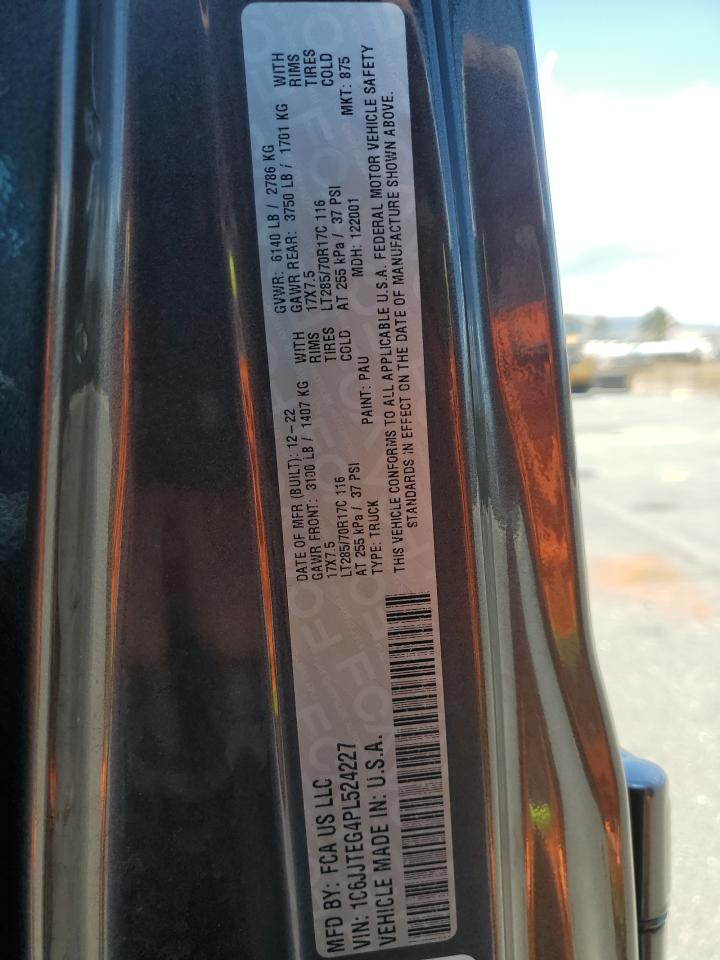 MFD BY: FCA US LLC
VIN: 1C6JJTEG4PL524227
VEHICLE MADE IN: U.S.A.
DATE OF MFR (BUILT): 12-22
GAWR FRONT: 3100 LB / 1407 KG WITH
17X7.5 RIMS
LT285/70R17C 116 TIRES
AT 255 kPa / 37 PSI COLD
TYPE: TRUCK PAINT: PAU
GVWR: 6140 LB / 2786 KG
GAWR REAR: 3750 LB / 1701 KG WITH
17X7.5 RIMS
LT285/70R17C 116 TIRES
AT 255 kPa / 37 PSI COLD
MDH: 122001 MKT: 875
THIS VEHICLE CONFORMS TO ALL APPLICABLE U.S.A. FEDERAL MOTOR VEHICLE SAFETY
STANDARDS IN EFFECT ON THE DATE OF MANUFACTURE SHOWN ABOVE.